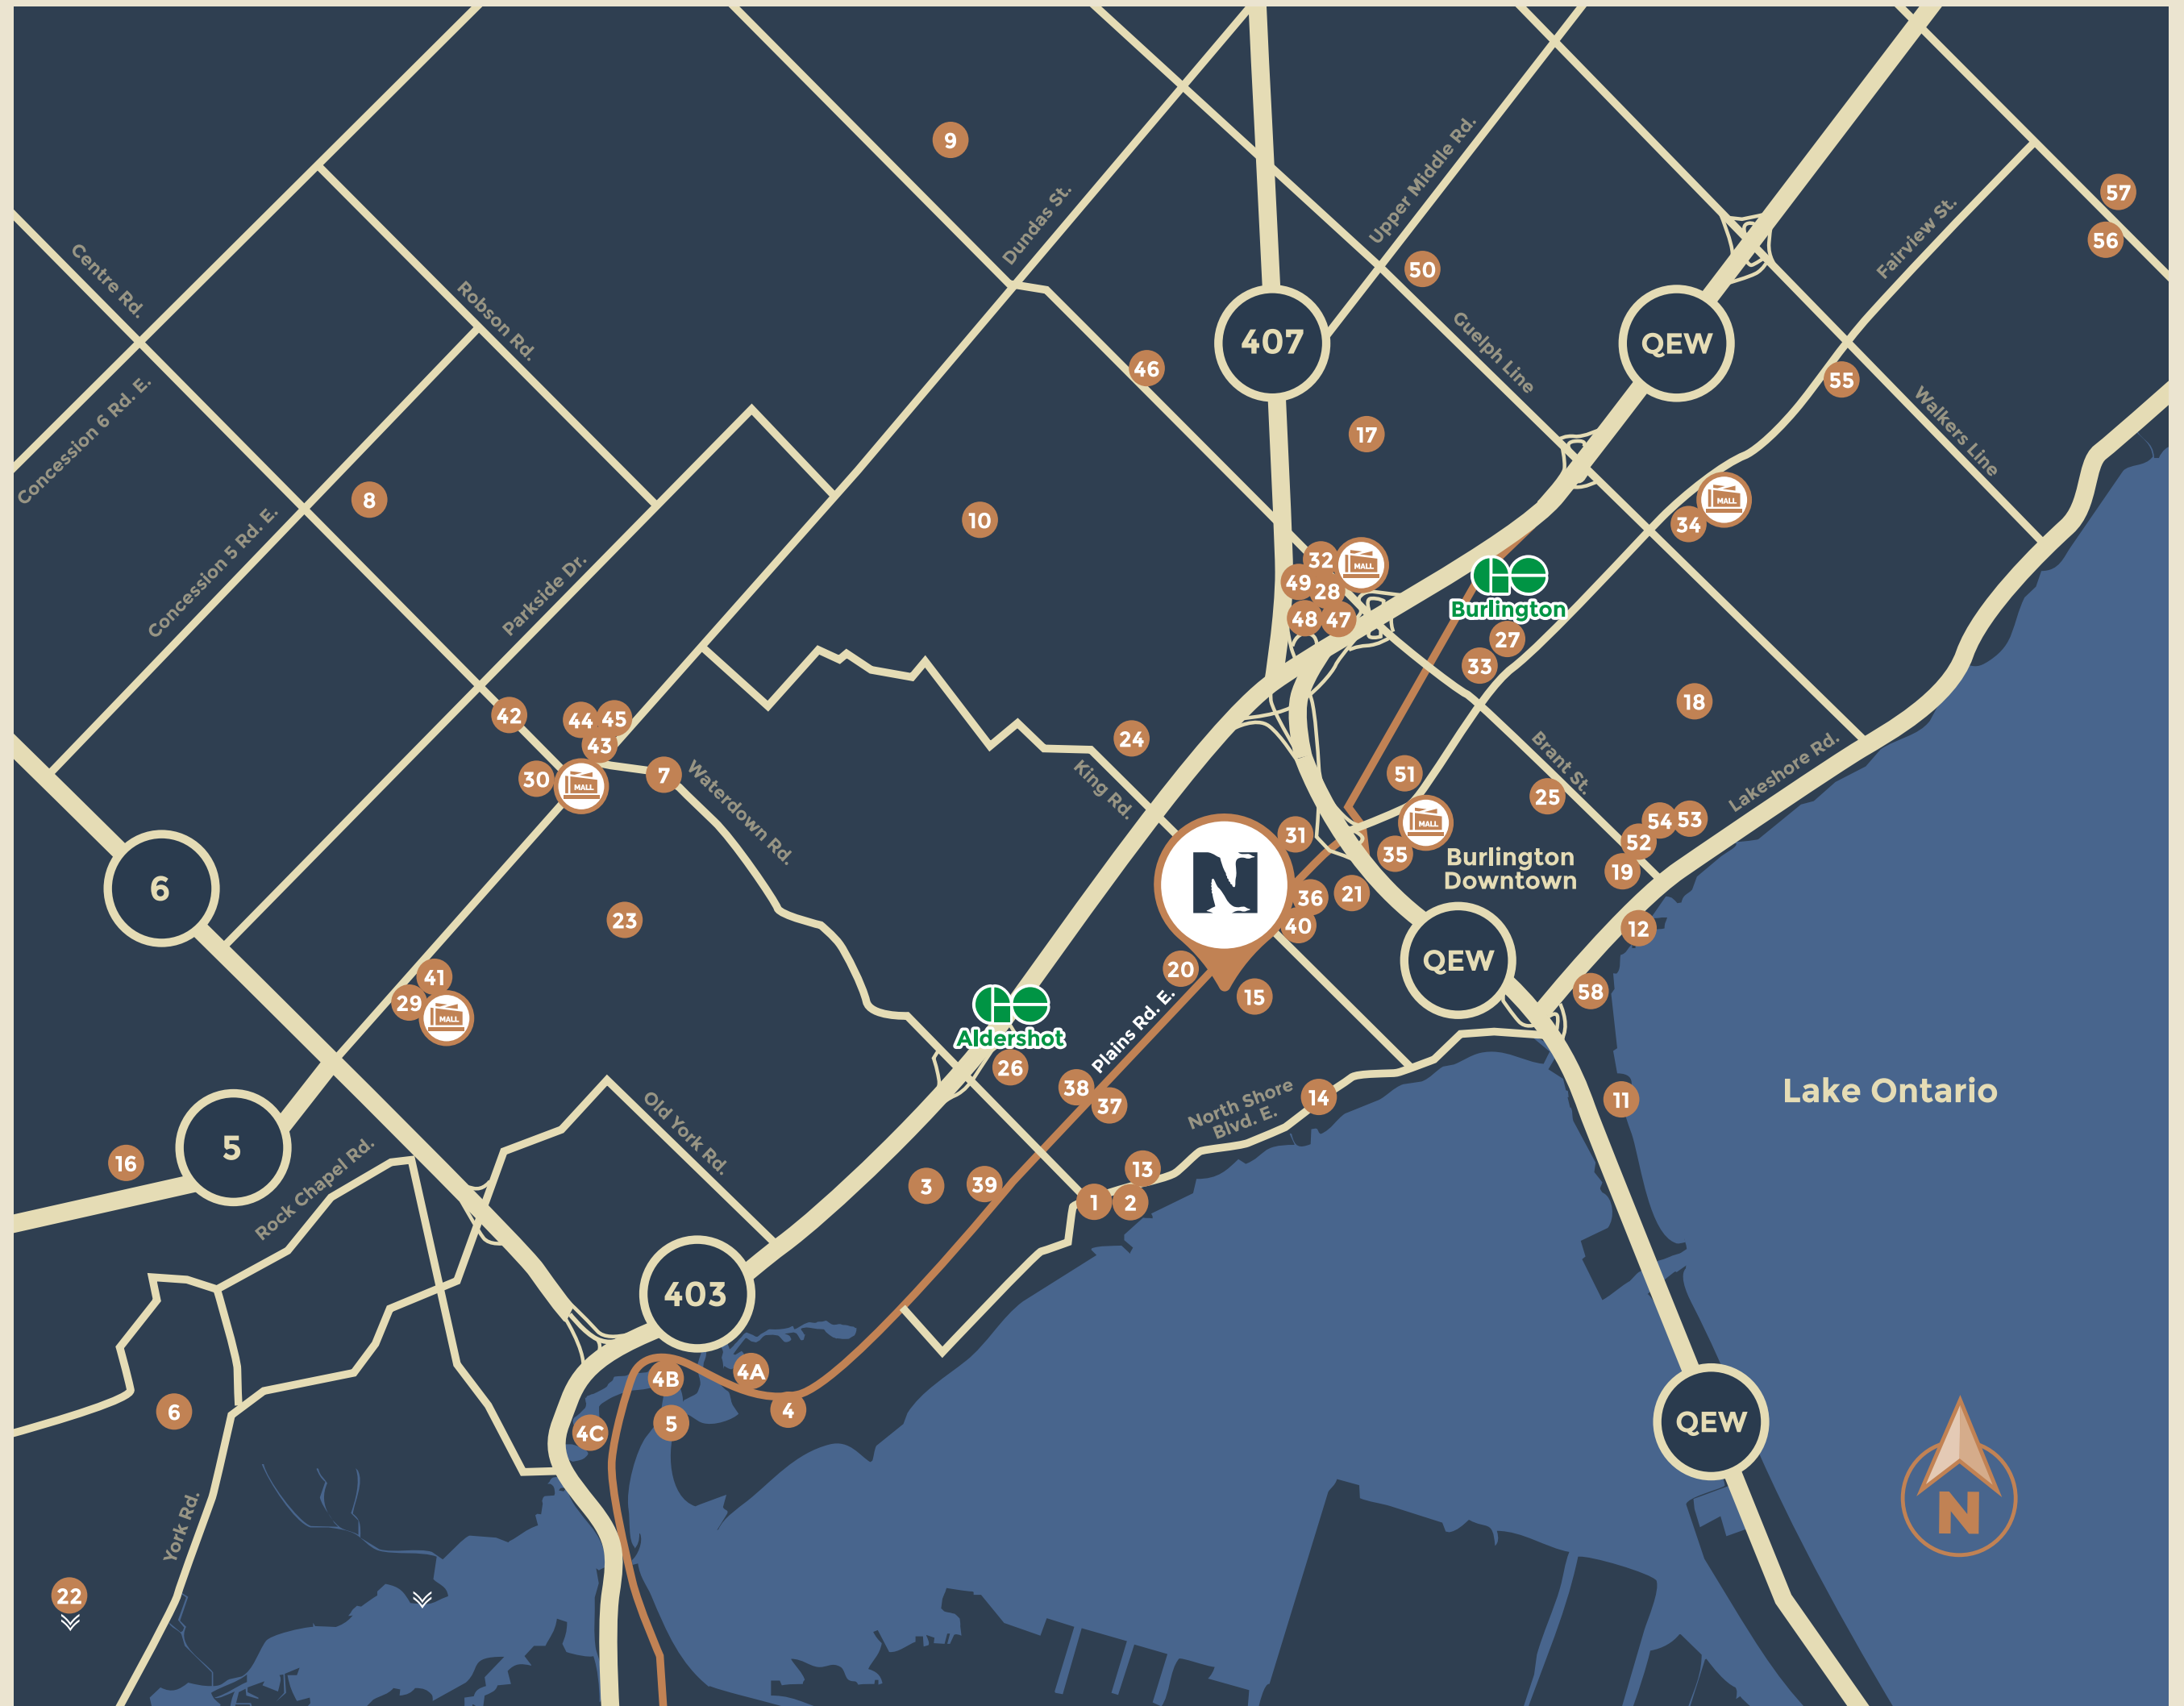 9
57
56
Upper Middle Rd.
Dundas St.
Fairview St.
50
Centre Rd.
Robson Rd.
Guelph Line
407
QEW
46
55
Concession 6 Rd. E.
Walkers Line
17
8
MALL
34
10
Concession 5 Rd. E.
Parkside Dr.
32
MALL
49
28
Burlington
48
47
27
33
18
42
44
45
43
24
30
MALL
7
Waterdown Rd.
King Rd.
51
Brant St.
25
Lakeshore Rd.
54
53
MALL
31
52
35
Burlington
Downtown
19
6
N
36
21
40
23
12
QEW
20
15
58
41
29
MALL
Aldershot
Plains Rd. E.
26
38
37
14
11
Lake Ontario
North Shore
Blvd. E.
Old York Rd.
5
16
Rock Chapel Rd.
13
3
39
1
2
403
4A
4B
4
6
5
4C
QEW
N
York Rd.
22